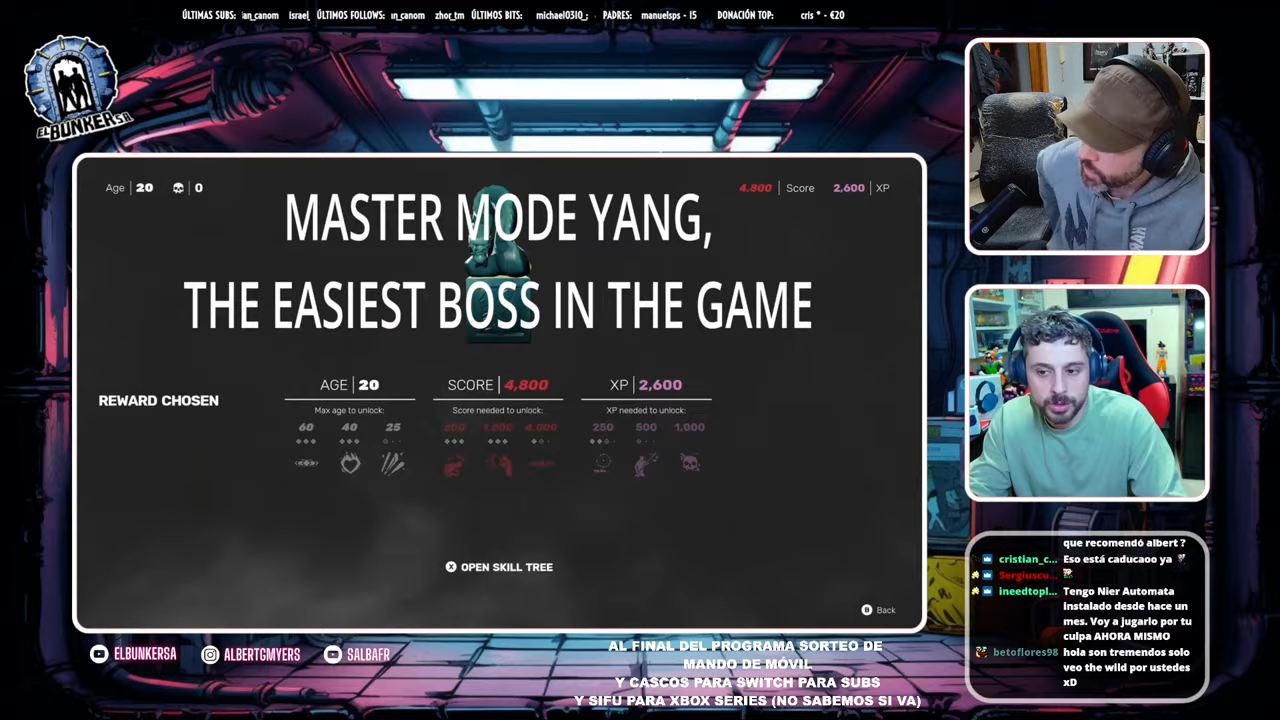 ÚLTIMAS SUBS: an_canom israel ÚLTIMOS FOLLOWS: in_canom zhor_tm ÚLTIMOS BITS: michael0310_: PADRES: manuelsps - 15 DONACIÓN TOP: cris * - €20
EL BUNKER S.A.
Age | 20 0
4.800 | Score 2,600 | XP
MASTER MODE YANG,
THE EASIEST BOSS IN THE GAME
REWARD CHOSEN
AGE | 20 SCORE | 4,800 XP | 2,600
Max age to unlock: Score needed to unlock: XP needed to unlock:
60 40 25 500 1,000 4,000 250 500 1,000
X OPEN SKILL TREE
Back
que recomendó albert ?
cristian_c... Eso está caducaoo ya
Sergiuscu...
ineedtopl... Tengo Nier Automata
instalado desde hace un
mes. Voy a jugarlo por tu
culpa AHORA MISMO
betoflores98 hola son tremendos solo
veo the wild por ustedes
xD
ELBUNKERSA ALBERTGMYERS SALBAFR
AL FINAL DEL PROGRAMA SORTEO DE
MANDO DE MÓVIL
Y CASCOS PARA SWITCH PARA SUBS
Y SIFU PARA XBOX SERIES (NO SABEMOS SI VA)